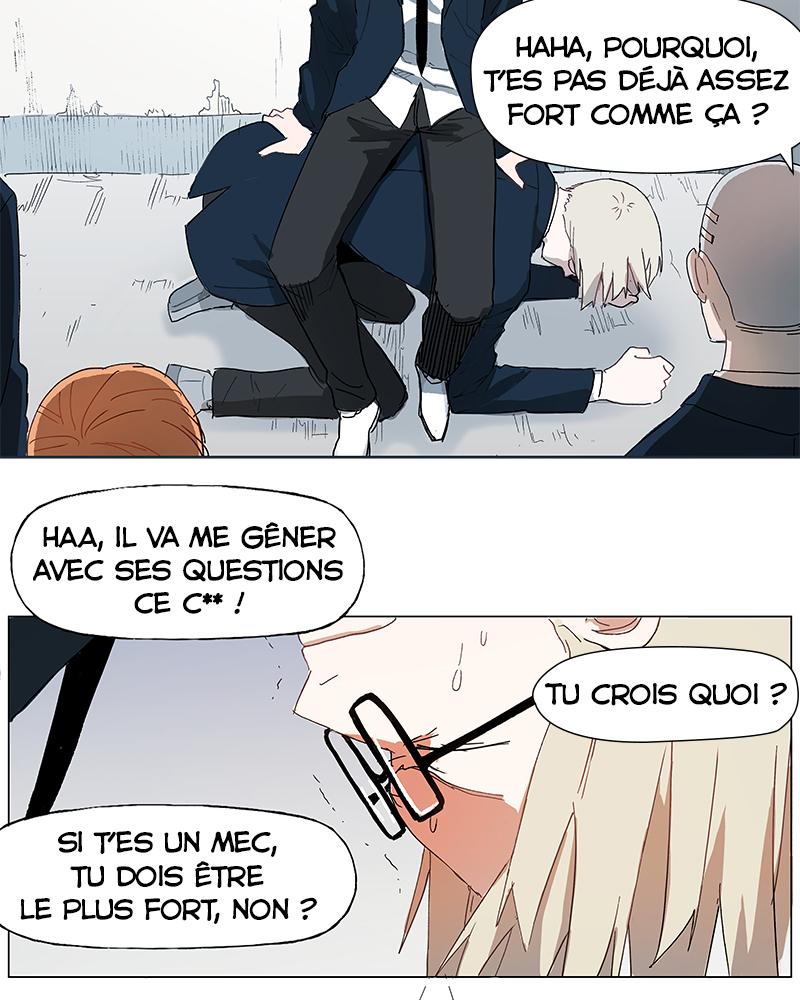 HAHA, POURQUOI,
T'ES PAS DÉJÀ ASSEZ
FORT COMME ÇA ?
HAA, IL VA ME GÊNER
AVEC SES QUESTIONS
CE C** !
TU CROIS QUOI ?
SI T'ES UN MEC,
TU DOIS ÊTRE
LE PLUS FORT, NON ?